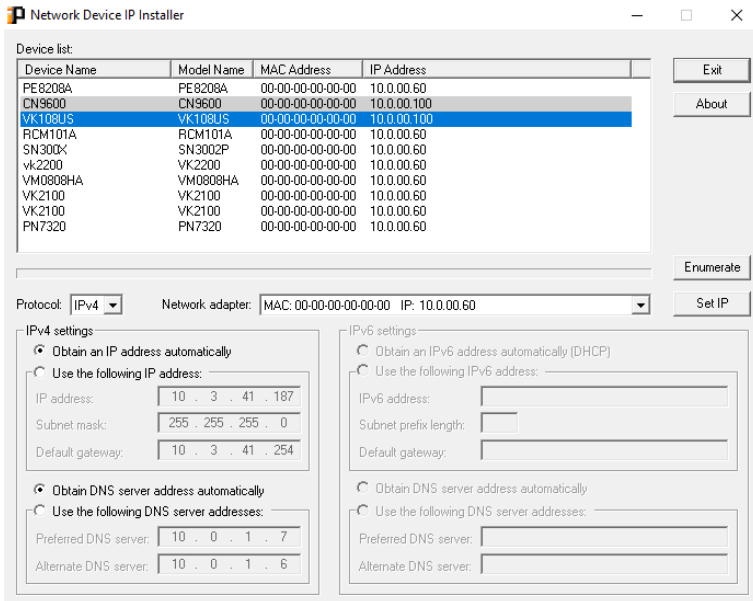 Network Device IP Installer
Device list:
Device Name Model Name MAC Address IP Address
PE8208A PE8208A 00-00-00-00-00-00 10.0.00.60
CN9600 CN9600 00-00-00-00-00-00 10.0.00.100
VK108US VK108US 00-00-00-00-00-00 10.0.00.100
RCM101A RCM101A 00-00-00-00-00-00 10.0.00.60
SN300X SN3002P 00-00-00-00-00-00 10.0.00.60
vk2200 VK2200 00-00-00-00-00-00 10.0.00.60
VM0808HA VM0808HA 00-00-00-00-00-00 10.0.00.60
VK2100 VK2100 00-00-00-00-00-00 10.0.00.60
VK2100 VK2100 00-00-00-00-00-00 10.0.00.60
PN7320 PN7320 00-00-00-00-00-00 10.0.00.60
Exit
About
Enumerate
Set IP
Protocol: IPv4 Network adapter: MAC: 00-00-00-00-00-00 IP: 10.0.00.60
IPv4 settings
Obtain an IP address automatically
Use the following IP address:
IP address: 10 . 3 . 41 . 187
Subnet mask: 255 . 255 . 255 . 0
Default gateway: 10 . 3 . 41 . 254
Obtain DNS server address automatically
Use the following DNS server addresses:
Preferred DNS server: 10 . 0 . 1 . 7
Alternate DNS server: 10 . 0 . 1 . 6
IPv6 settings
Obtain an IPv6 address automatically (DHCP)
Use the following IPv6 address:
IPv6 address:
Subnet prefix length:
Default gateway:
Obtain DNS server address automatically
Use the following DNS server addresses:
Preferred DNS server:
Alternate DNS server: